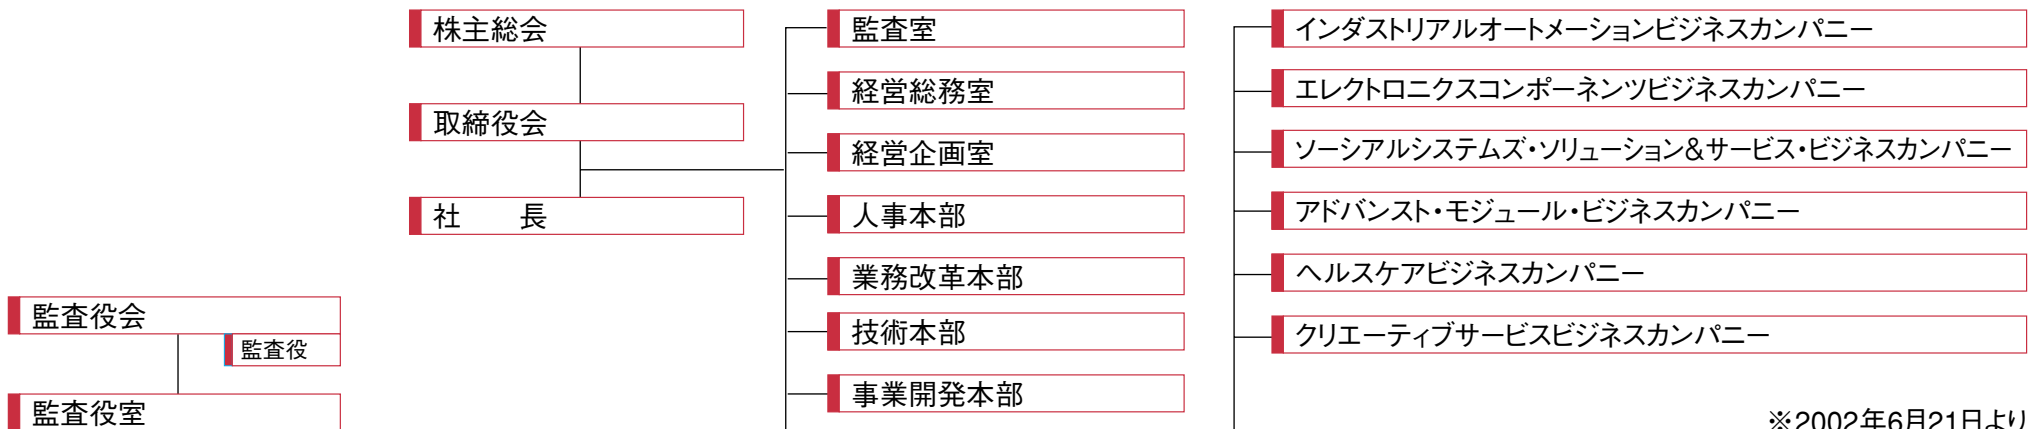 株主総会
取締役会
社　　長
監査役会
監査役
監査役室
監査室
経営総務室
経営企画室
人事本部
業務改革本部
技術本部
事業開発本部
インダストリアルオートメーションビジネスカンパニー
エレクトロニクスコンポーネンツビジネスカンパニー
ソーシアルシステムズ・ソリューション&サービス・ビジネスカンパニー
アドバンスト・モジュール・ビジネスカンパニー
ヘルスケアビジネスカンパニー
クリエーティブサービスビジネスカンパニー
※2002年6月21日より